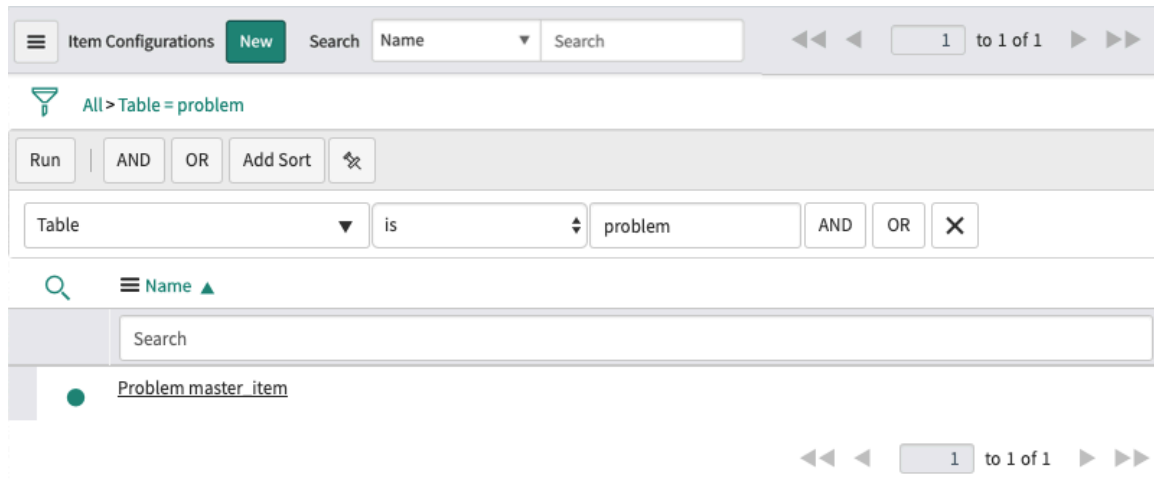 Item Configurations New Search Name Search 1 to 1 of 1
All > Table = problem
Run AND OR Add Sort
Table is problem AND OR
Name
Search
Problem master_item
1 to 1 of 1